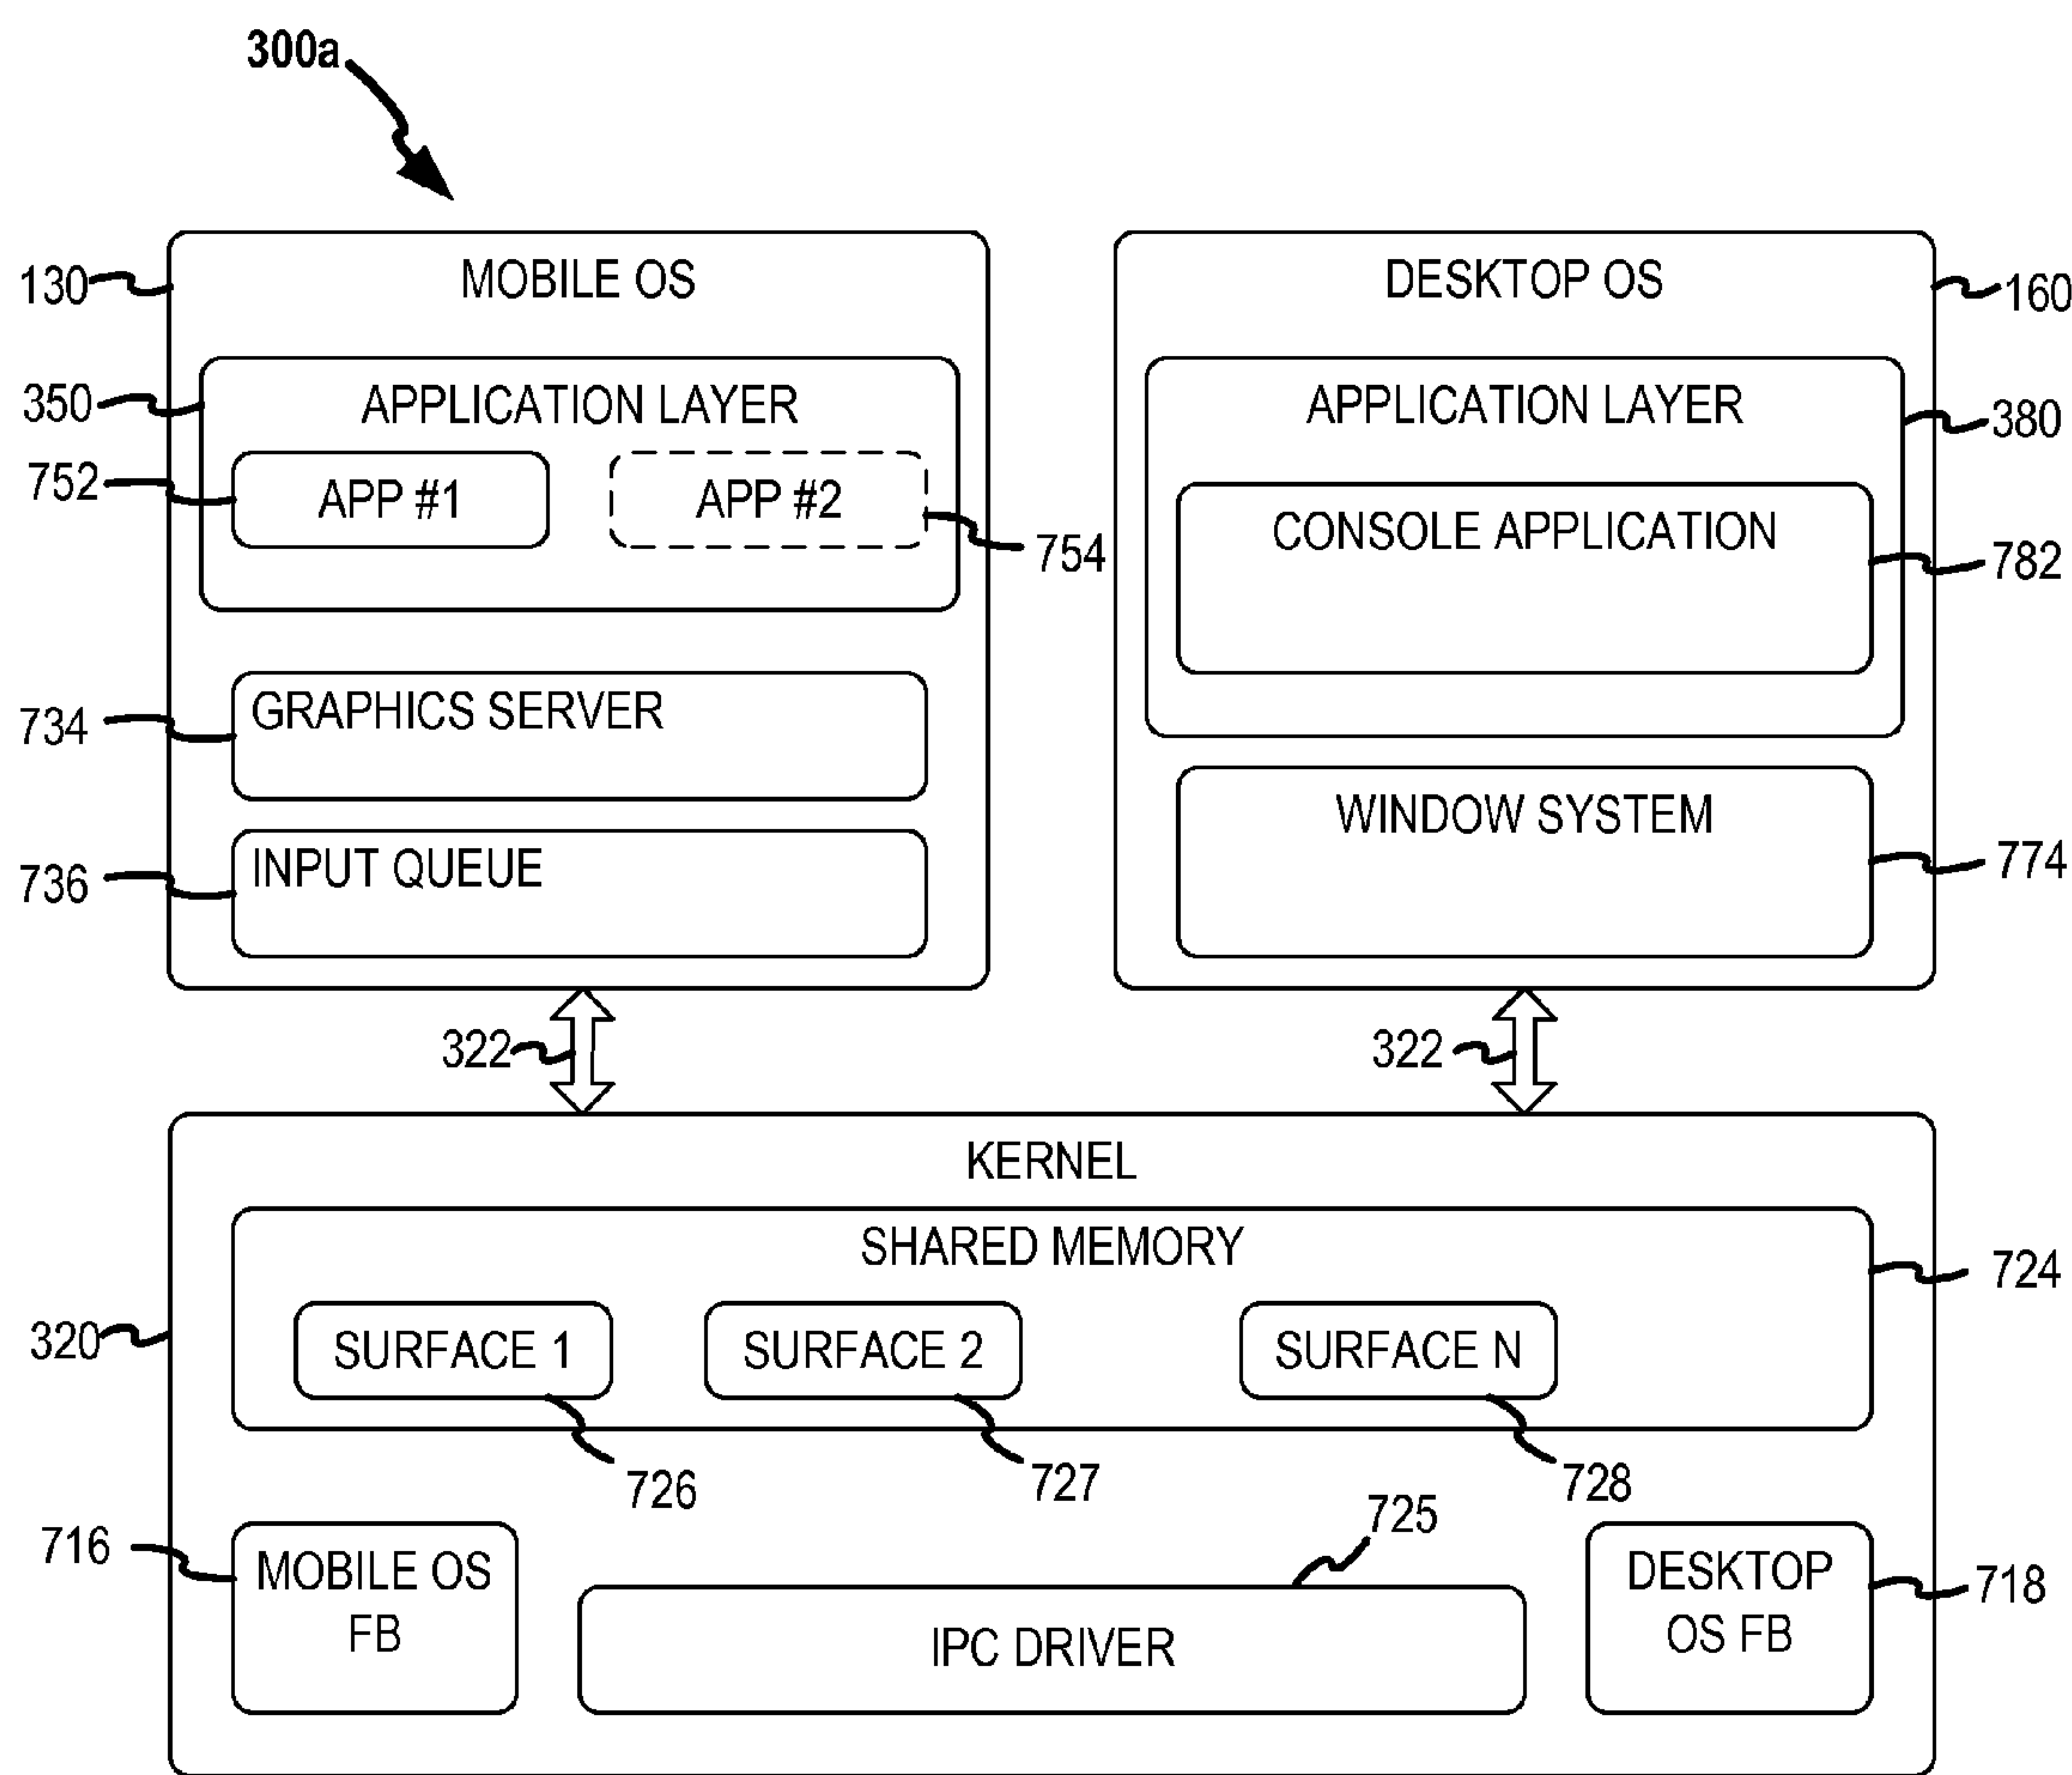 300a
MOBILE OS
DESKTOP OS
130
160
350
APPLICATION LAYER
APPLICATION LAYER
380
752
APP #1
APP #2
754
CONSOLE APPLICATION
782
734
GRAPHICS SERVER
WINDOW SYSTEM
774
736
INPUT QUEUE
322
322
KERNEL
SHARED MEMORY
724
320
SURFACE 1
SURFACE 2
SURFACE N
726
727
728
725
716
MOBILE OS
FB
IPC DRIVER
DESKTOP
OS FB
718